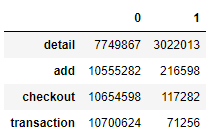 0 1
detail 7749867 3022013
add 10555282 216598
checkout 10654598 117282
transaction 10700624 71256